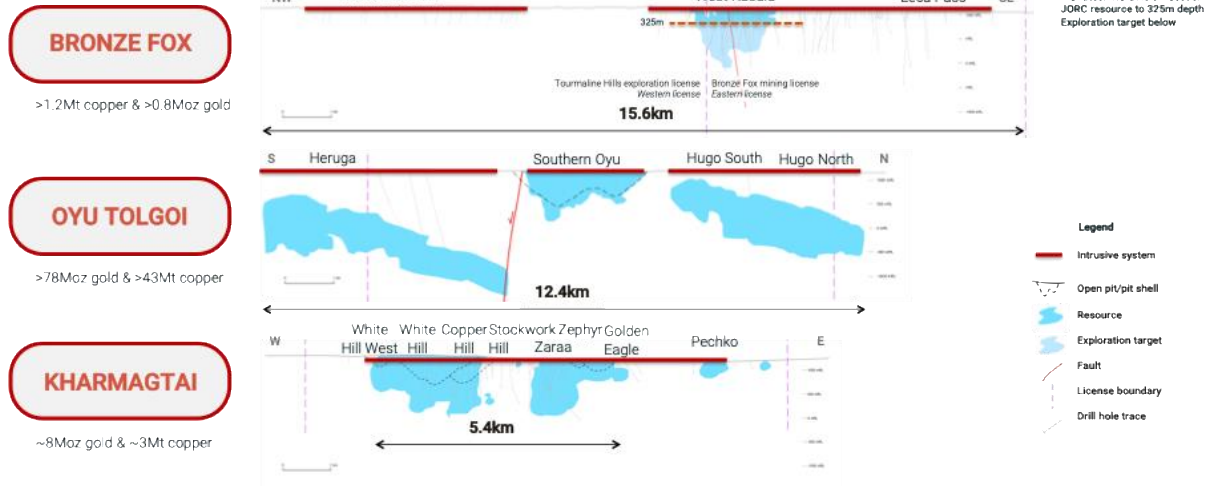 JORC resource to 325m depth
Exploration target below
BRONZE FOX
>1.2Mt copper & >0.8Moz gold
325m
Tourmaline Hills exploration license
Western license
Bronze Fox mining license
Eastern license
15.6km
S
Heruga
Southern Oyu
Hugo South
Hugo North
N
OYU TOLGOI
>78Moz gold & >43Mt copper
12.4km
Legend
Intrusive system
Open pit/pit shell
Resource
Exploration target
Fault
License boundary
Drill hole trace
W
White
Hill West
White
Hill
Copper
Hill
Stockwork
Hill
Zephyr
Zaraa
Golden
Eagle
Pechko
E
KHARMAGTAI
~8Moz gold & ~3Mt copper
5.4km